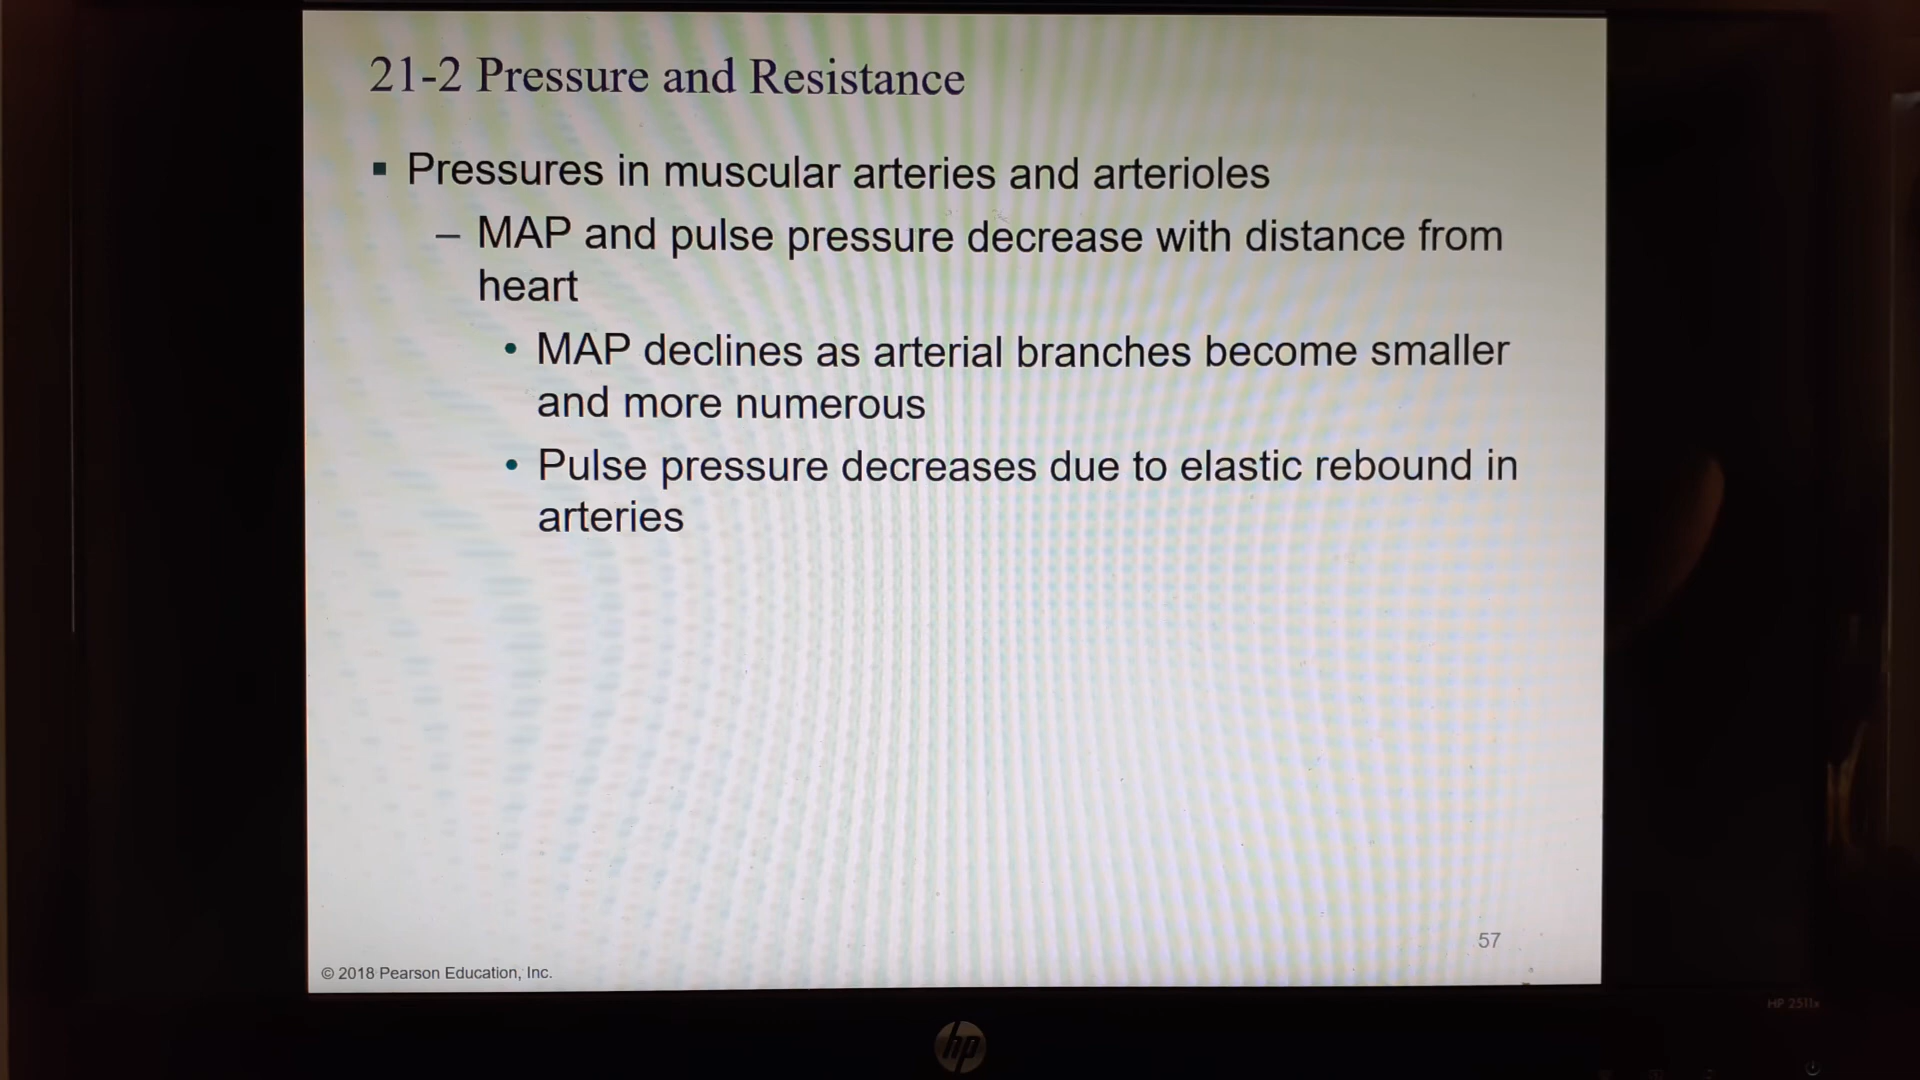 21-2 Pressure and Resistance
▪ Pressures in muscular arteries and arterioles
– MAP and pulse pressure decrease with distance from
heart
• MAP declines as arterial branches become smaller
and more numerous
• Pulse pressure decreases due to elastic rebound in
arteries
57
© 2018 Pearson Education, Inc.
HP 2511x
hp